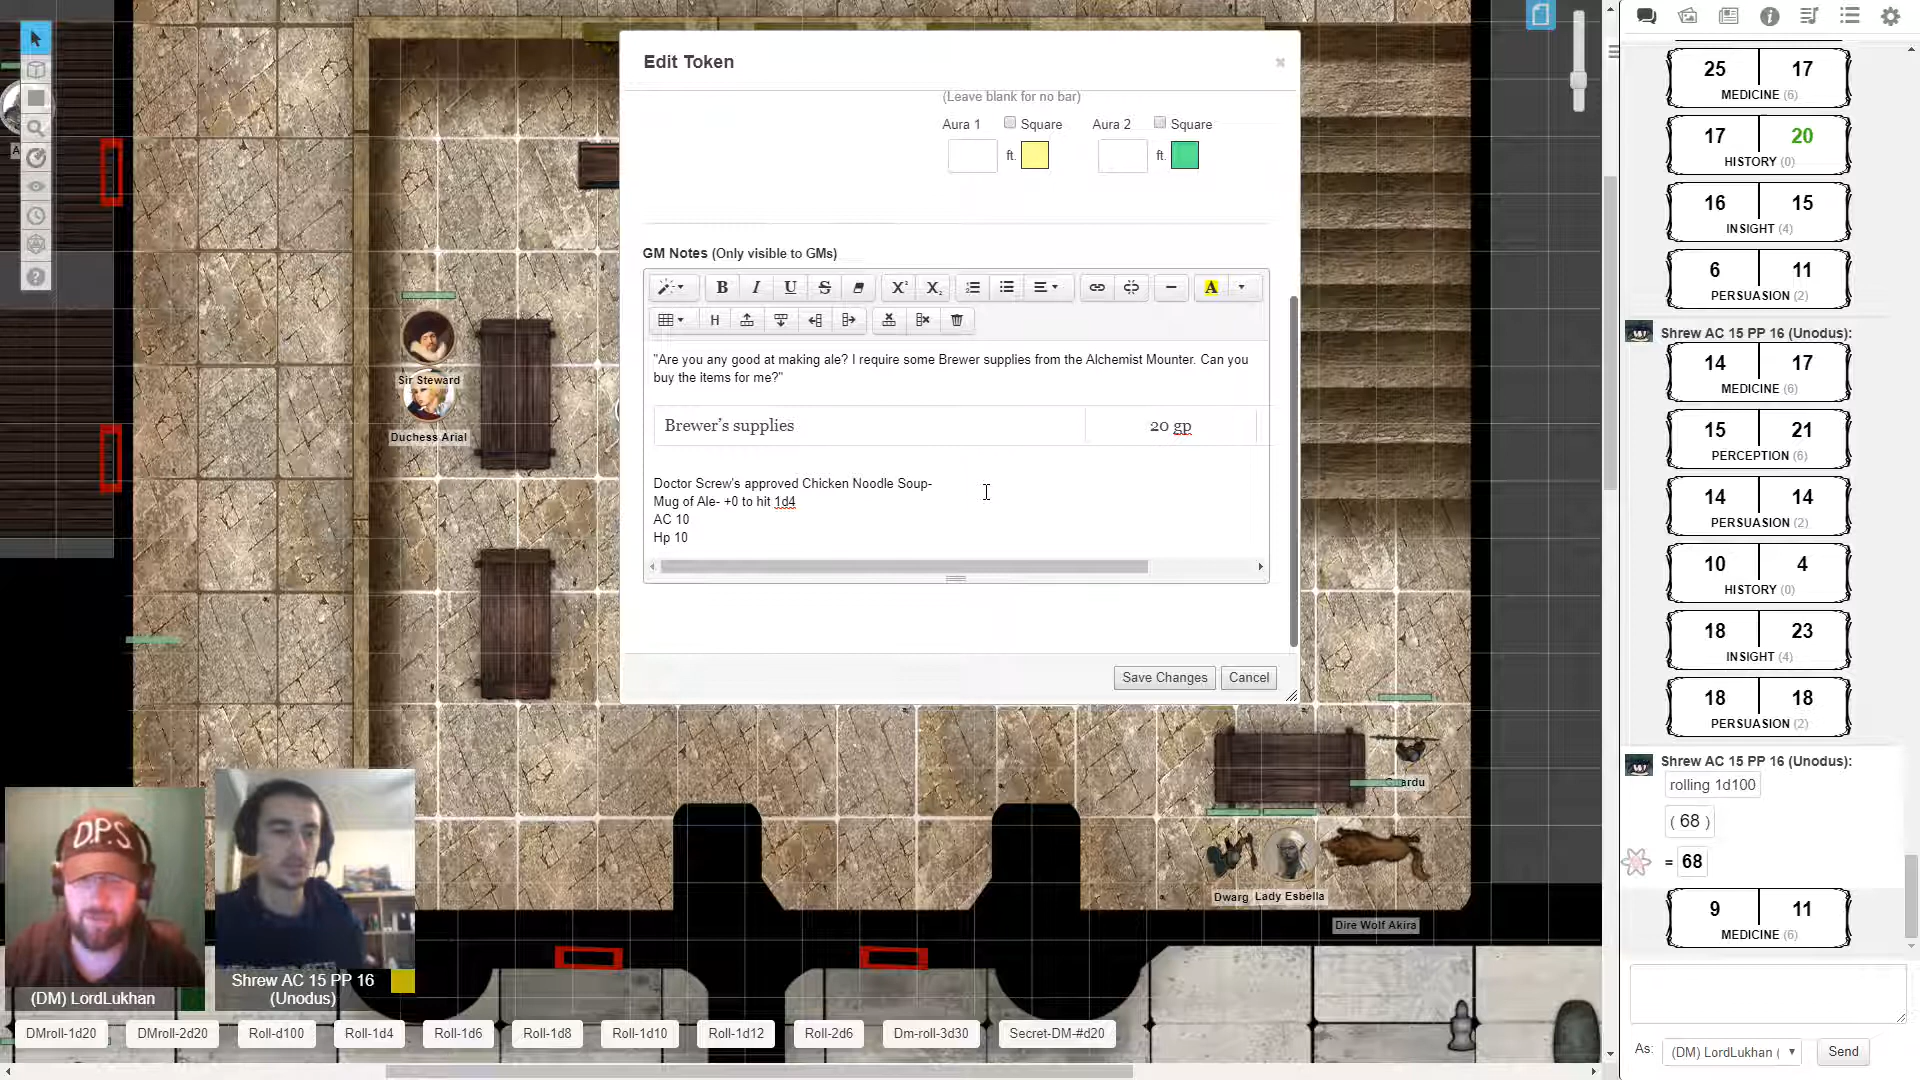 Edit Token
×
(Leave blank for no bar)
Aura 1 Square Aura 2 Square
ft. ft.
GM Notes (Only visible to GMs)
B I U S X² X₂ A
H
"Are you any good at making ale? I require some Brewer supplies from the Alchemist Mounter. Can you
buy the items for me?"
Brewer's supplies 20 gp
Doctor Screw's approved Chicken Noodle Soup-
Mug of Ale- +0 to hit 1d4
AC 10
Hp 10
Save Changes Cancel
Sir Steward
Duchess Arial
Dwarg Lady Esbella
Dire Wolf Akira
D.P.S.
(DM) LordLukhan
Shrew AC 15 PP 16
(Unodus)
DMroll-1d20 DMroll-2d20 Roll-d100 Roll-1d4 Roll-1d6 Roll-1d8 Roll-1d10 Roll-1d12 Roll-2d6 Dm-roll-3d30 Secret-DM-#d20
25 17
MEDICINE (6)
17 20
HISTORY (0)
16 15
INSIGHT (4)
6 11
PERSUASION (2)
Shrew AC 15 PP 16 (Unodus):
14 17
MEDICINE (6)
15 21
PERCEPTION (6)
14 14
PERSUASION (2)
10 4
HISTORY (0)
18 23
INSIGHT (4)
18 18
PERSUASION (2)
Shrew AC 15 PP 16 (Unodus):
rolling 1d100
( 68 )
= 68
9 11
MEDICINE (6)
As: (DM) LordLukhan ( Send